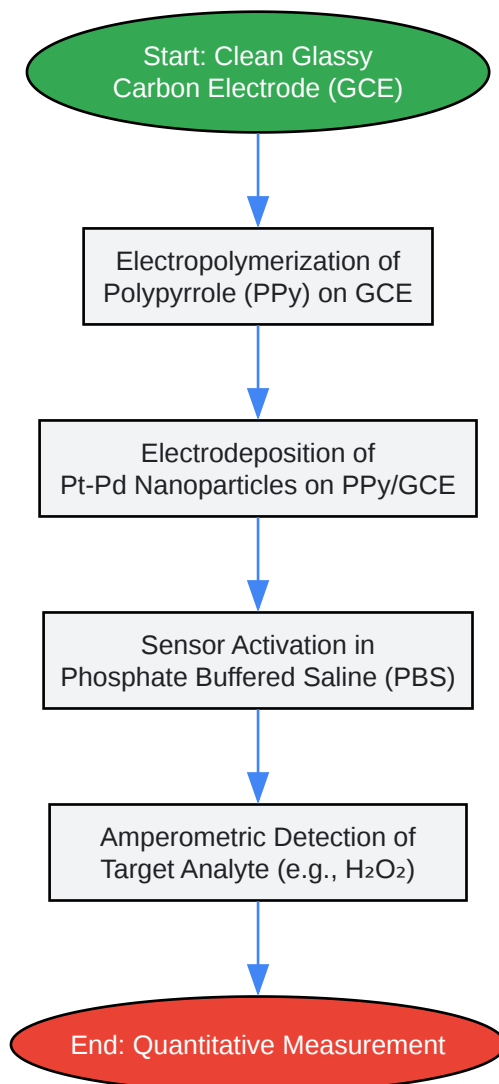 Start: Clean Glassy
Carbon Electrode (GCE)
Electropolymerization of
Polypyrrole (PPy) on GCE
Electrodeposition of
Pt-Pd Nanoparticles on PPy/GCE
Sensor Activation in
Phosphate Buffered Saline (PBS)
Amperometric Detection of
Target Analyte (e.g., H₂O₂)
End: Quantitative Measurement